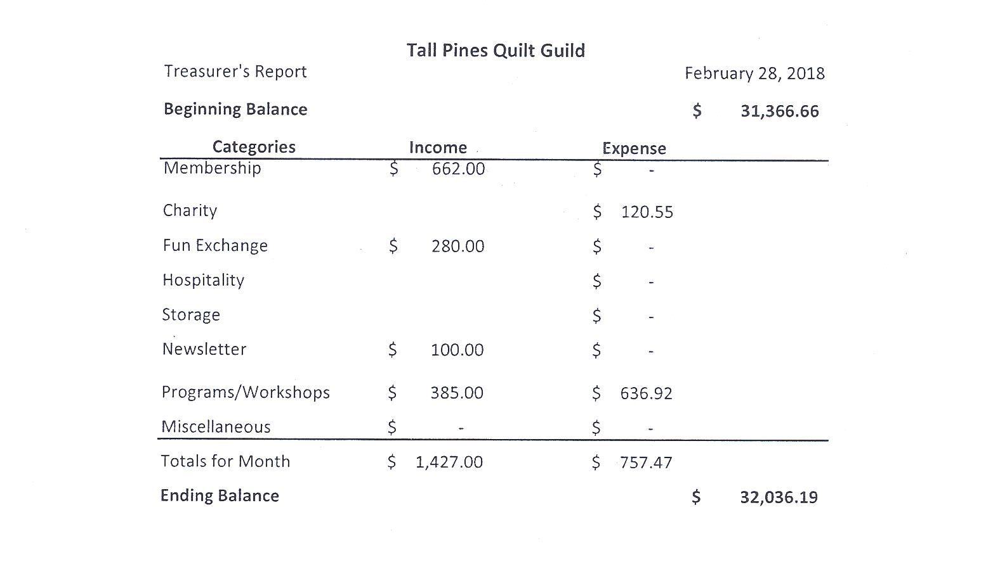 Tall Pines Quilt Guild
Treasurer's Report February 28, 2018
Beginning Balance $ 31,366.66
Categories Income Expense
Membership $ 662.00 $ -
Charity $ 120.55
Fun Exchange $ 280.00 $ -
Hospitality $ -
Storage $ -
Newsletter $ 100.00 $ -
Programs/Workshops $ 385.00 $ 636.92
Miscellaneous $ - $ -
Totals for Month $ 1,427.00 $ 757.47
Ending Balance $ 32,036.19